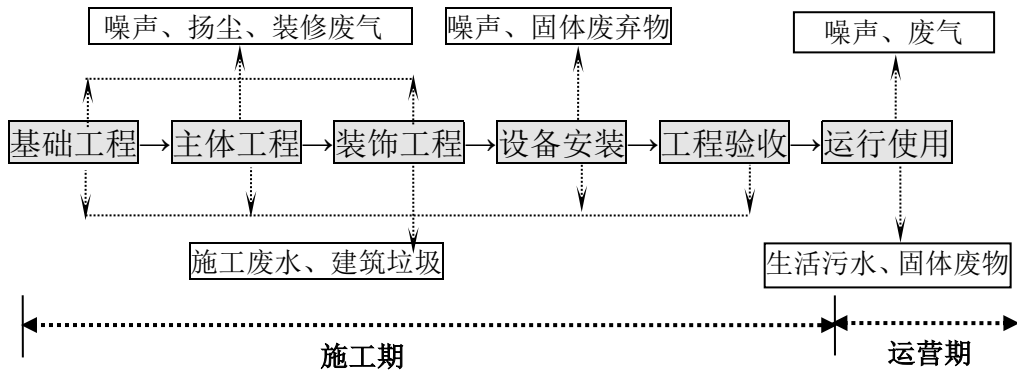 噪声、扬尘、装修废气
噪声、固体废弃物
噪声、废气
基础工程→主体工程→装饰工程→设备安装→工程验收→运行使用
施工废水、建筑垃圾
生活污水、固体废物
施工期
运营期